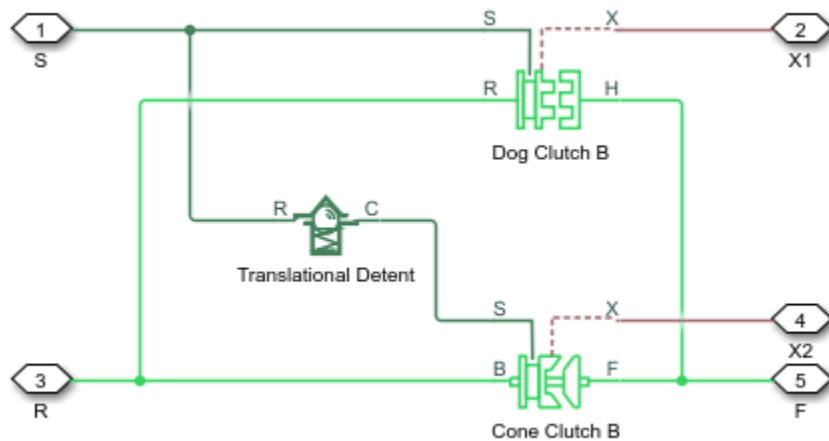 1
S
S
X
2
X1
R
H
Dog Clutch B
R
C
Translational Detent
S
X
4
X2
3
R
B
F
5
F
Cone Clutch B